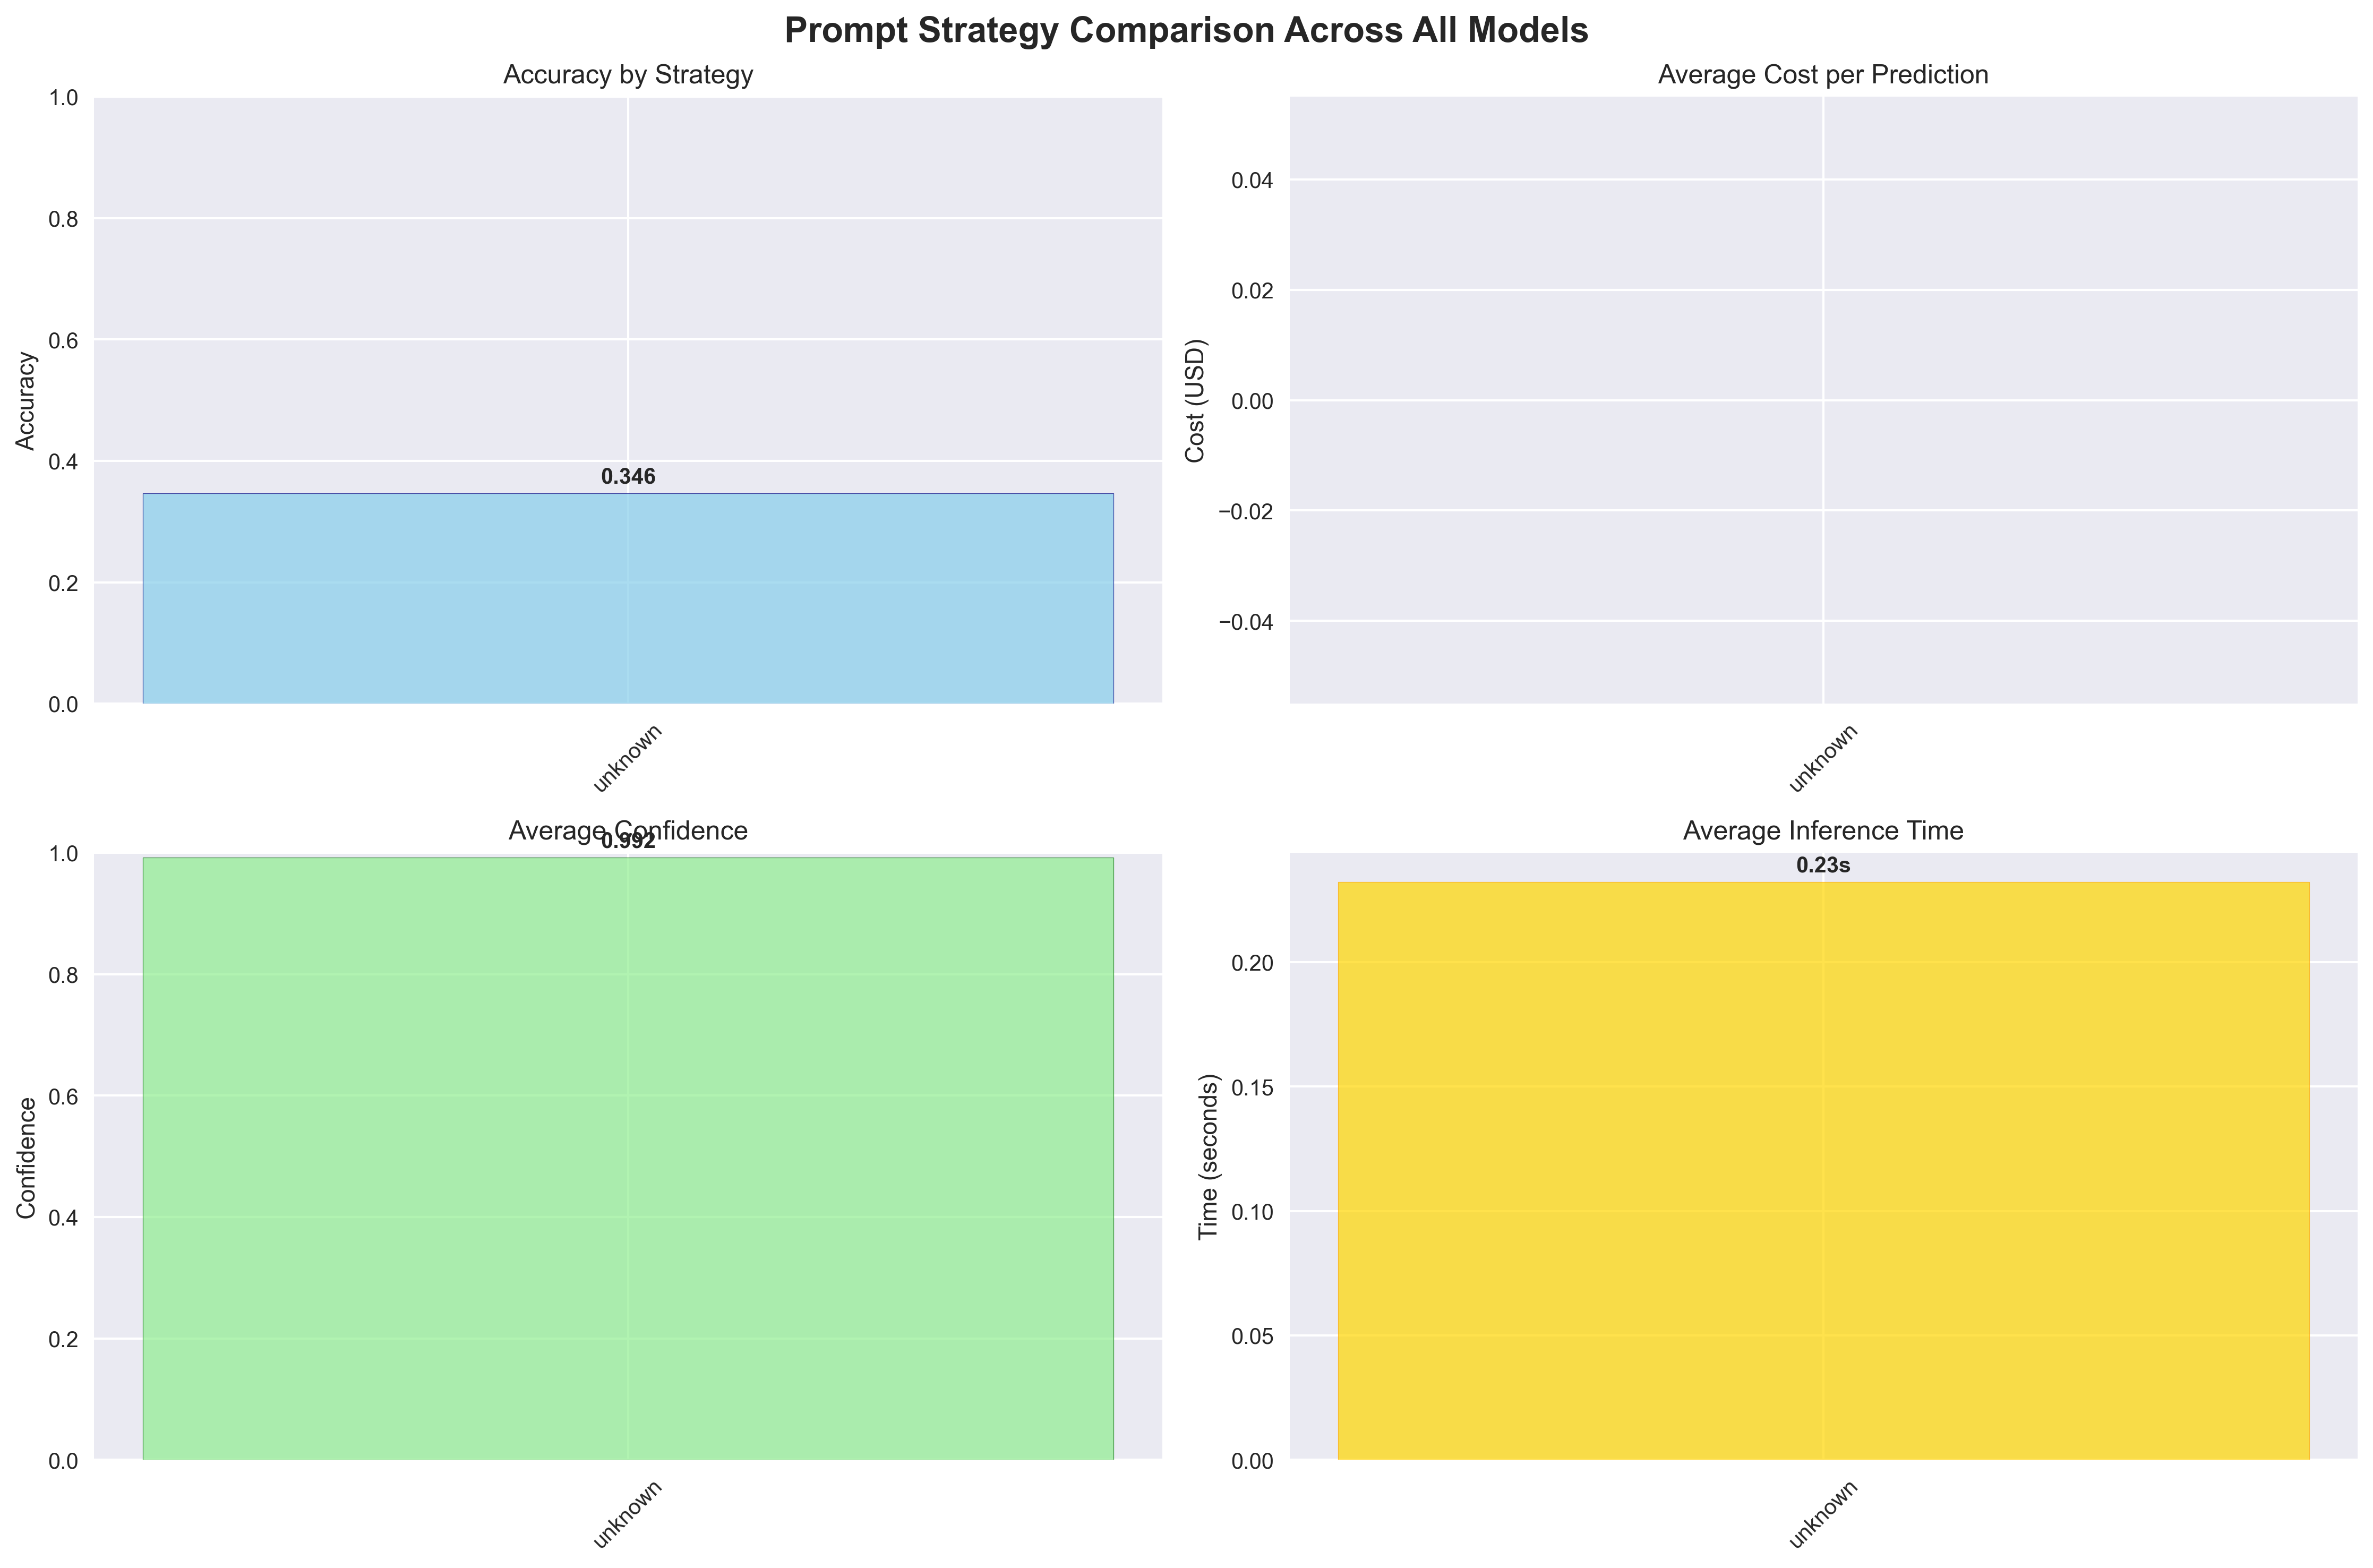 Prompt Strategy Comparison Across All Models
Accuracy by Strategy
1.0
0.8
0.6
0.4
0.2
0.0
Accuracy
0.346
unknown
Average Cost per Prediction
0.04
0.02
0.00
−0.02
−0.04
Cost (USD)
unknown
Average Confidence
0.992
1.0
0.8
0.6
0.4
0.2
0.0
Confidence
unknown
Average Inference Time
0.23s
0.20
0.15
0.10
0.05
0.00
Time (seconds)
unknown